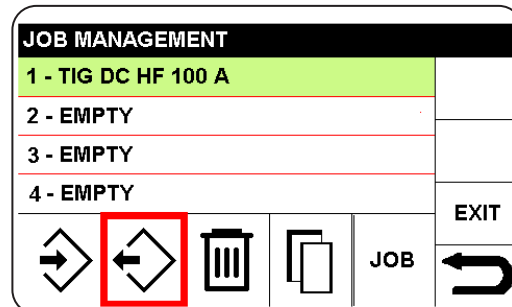 JOB MANAGEMENT
1 - TIG DC HF 100 A
2 - EMPTY
3 - EMPTY
4 - EMPTY
EXIT
JOB